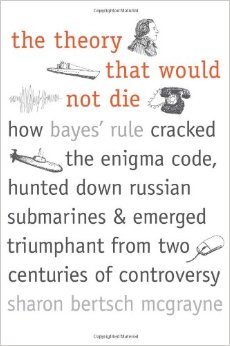 the theory
that would
not die
how bayes' rule cracked
the enigma code,
hunted down russian
submarines & emerged
triumphant from two
centuries of controversy
sharon bertsch mcgrayne